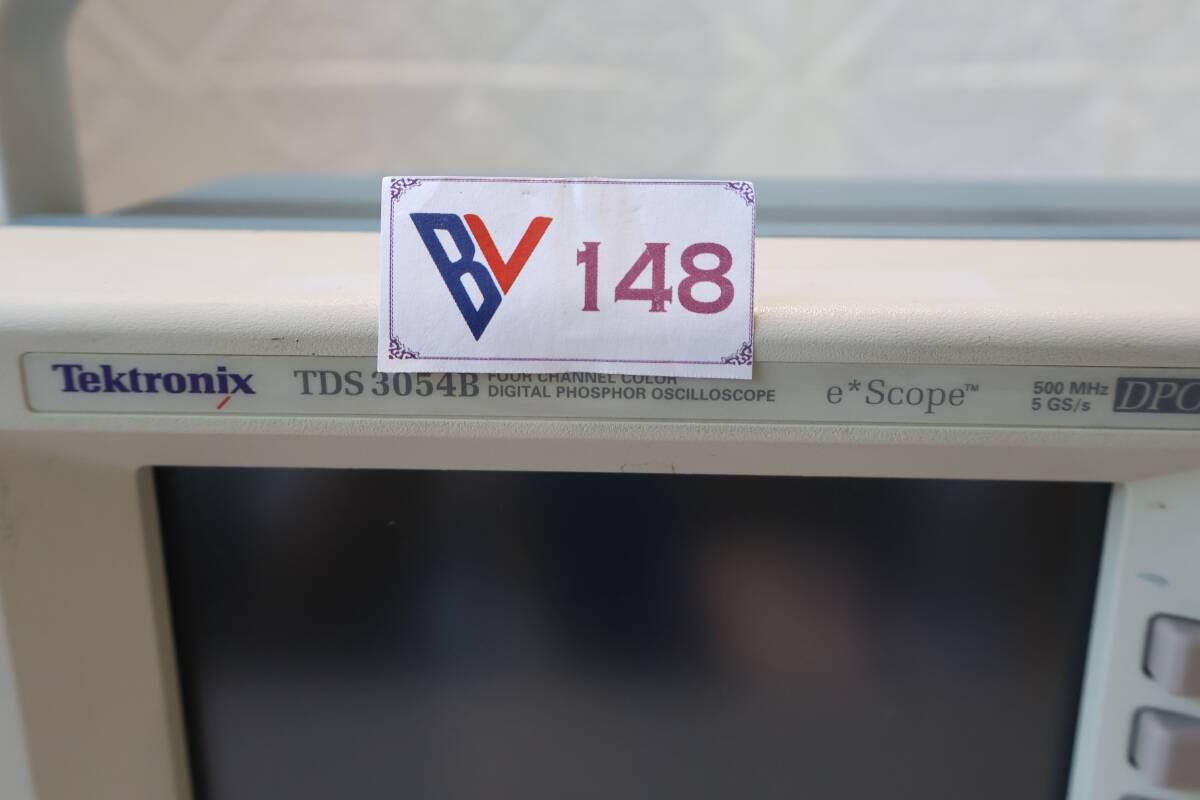 BV 148
Tektronix TDS 3054B FOUR CHANNEL COLOR
DIGITAL PHOSPHOR OSCILLOSCOPE
e*Scope™
500 MHz
5 GS/s
DPO